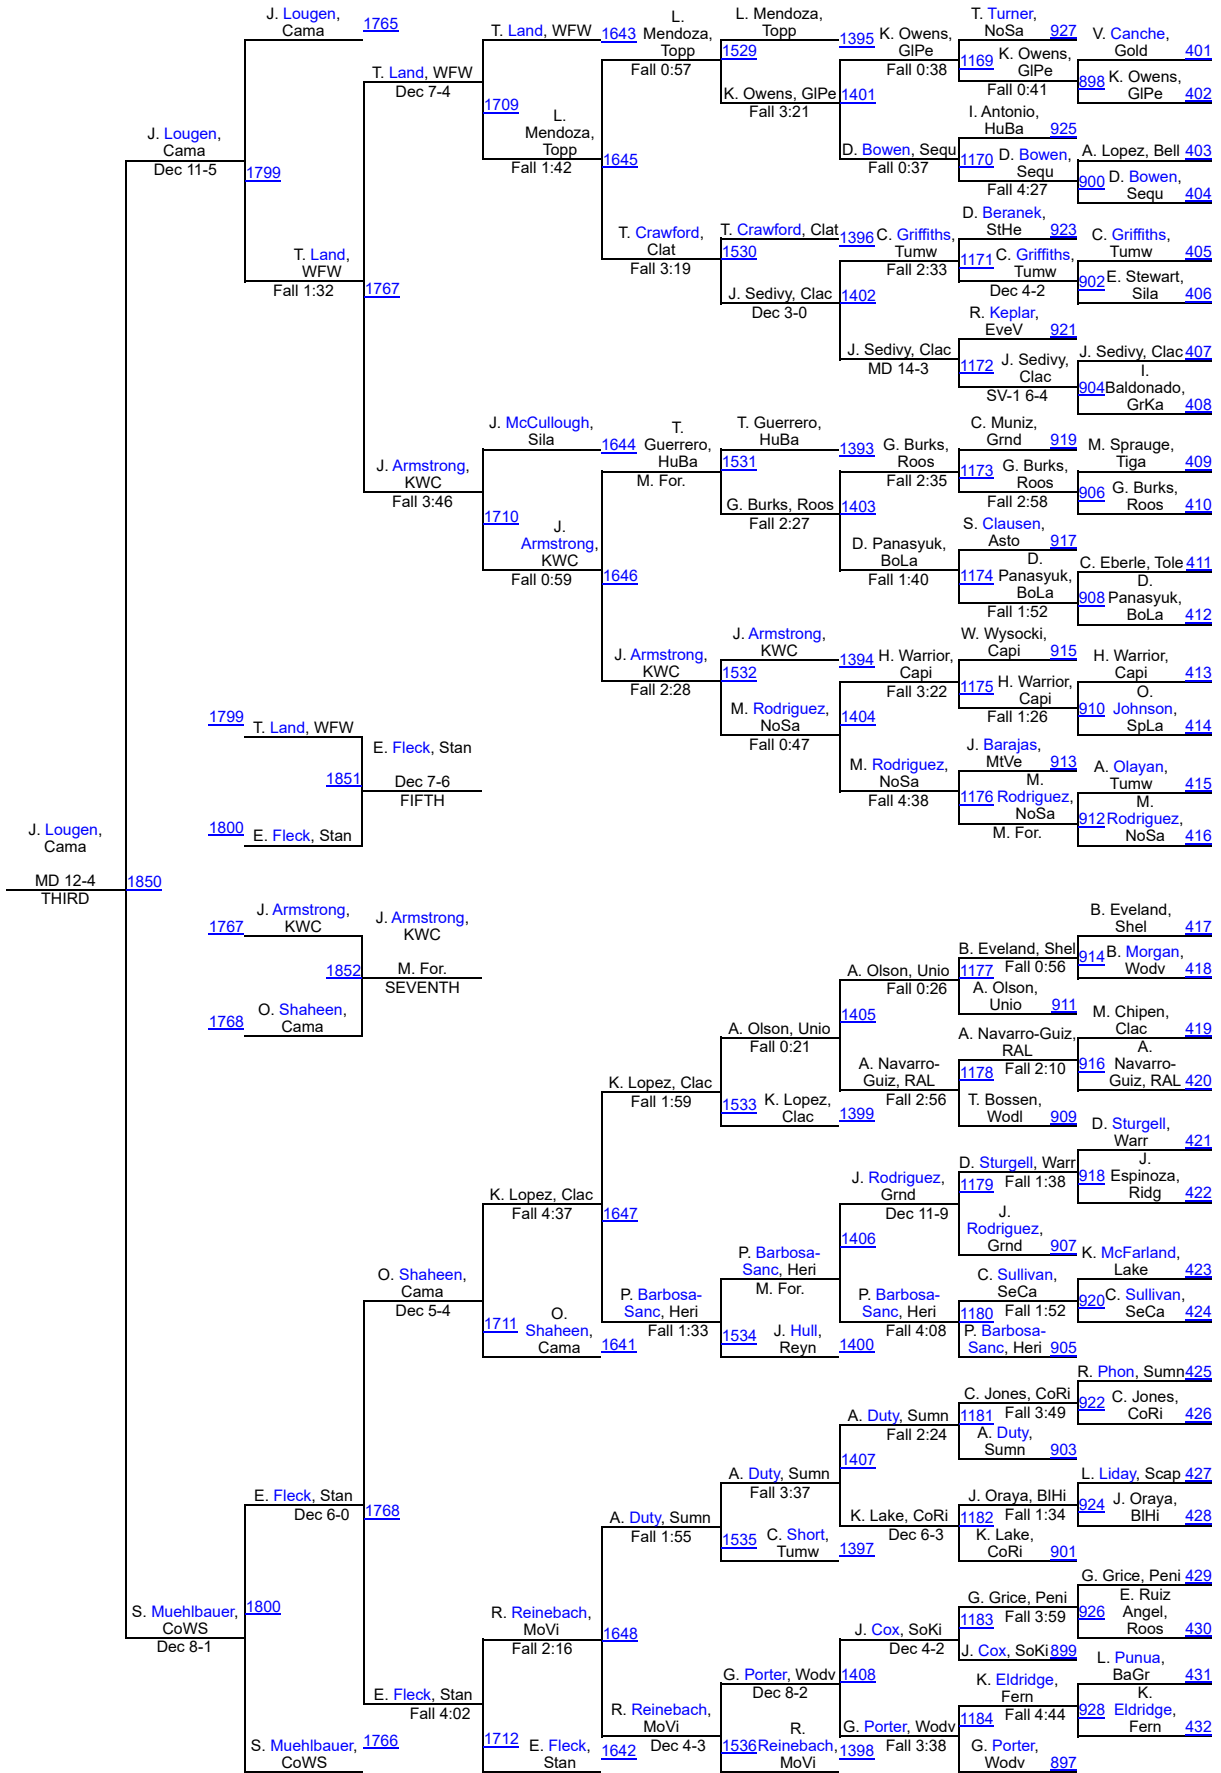 J. Lougen,
Cama
1765
T. Land, WFW
1643
L.
Mendoza,
Topp
Fall 0:57
L. Mendoza,
Topp
1395
1529
K. Owens,
GlPe
Fall 0:38
T. Turner,
NoSa
927
V. Canche,
Gold
401
1169
K. Owens,
GlPe
Fall 0:41
898
K. Owens,
GlPe
402
T. Land, WFW
Dec 7-4
1709
K. Owens, GlPe
Fall 3:21
1401
L.
Mendoza,
Topp
Fall 1:42
1645
I. Antonio,
HuBa
925
D. Bowen, Sequ
Fall 0:37
1170
D. Bowen,
Sequ
Fall 4:27
A. Lopez, Bell
403
900
D. Bowen,
Sequ
404
J. Lougen,
Cama
Dec 11-5
1799
T. Crawford,
Clat
Fall 3:19
T. Crawford, Clat
1396
1530
C. Griffiths,
Tumw
Fall 2:33
D. Beranek,
StHe
923
C. Griffiths,
Tumw
405
1171
C. Griffiths,
Tumw
Dec 4-2
902
E. Stewart,
Sila
406
T. Land,
WFW
Fall 1:32
1767
J. Sedivy, Clac
Dec 3-0
1402
R. Keplar,
EveV
921
J. Sedivy, Clac
MD 14-3
1172
J. Sedivy,
Clac
SV-1 6-4
J. Sedivy, Clac
407
904
I.
Baldonado,
GrKa
408
J. McCullough,
Sila
1644
T.
Guerrero,
HuBa
M. For.
T. Guerrero,
HuBa
1393
1531
G. Burks,
Roos
Fall 2:35
C. Muniz,
Grnd
919
M. Sprauge,
Tiga
409
1173
G. Burks,
Roos
Fall 2:58
906
G. Burks,
Roos
410
J. Armstrong,
KWC
Fall 3:46
1710
G. Burks, Roos
Fall 2:27
1403
J.
Armstrong,
KWC
Fall 0:59
1646
S. Clausen,
Asto
917
D. Panasyuk,
BoLa
Fall 1:40
1174
D.
Panasyuk,
BoLa
Fall 1:52
C. Eberle, Tole
411
908
D.
Panasyuk,
BoLa
412
J. Armstrong,
KWC
Fall 2:28
J. Armstrong,
KWC
1394
1532
H. Warrior,
Capi
Fall 3:22
W. Wysocki,
Capi
915
H. Warrior,
Capi
413
1175
H. Warrior,
Capi
Fall 1:26
910
O.
Johnson,
SpLa
414
M. Rodriguez,
NoSa
Fall 0:47
1404
J. Barajas,
MtVe
913
M. Rodriguez,
NoSa
Fall 4:38
1176
M.
Rodriguez,
NoSa
M. For.
A. Olayan,
Tumw
415
912
M.
Rodriguez,
NoSa
416
1799
T. Land, WFW
E. Fleck, Stan
1851
Dec 7-6
FIFTH
1800
E. Fleck, Stan
J. Lougen,
Cama
MD 12-4
THIRD
1850
1767
J. Armstrong,
KWC
J. Armstrong,
KWC
1852
M. For.
SEVENTH
1768
O. Shaheen,
Cama
B. Eveland,
Shel
417
B. Eveland, Shel
914
B. Morgan,
Wodv
418
A. Olson, Unio
Fall 0:26
1177
Fall 0:56
A. Olson,
Unio
911
A. Olson, Unio
Fall 0:21
1405
M. Chipen,
Clac
419
A. Navarro-Guiz,
RAL
916
A.
Navarro-
Guiz, RAL
420
A. Navarro-
Guiz, RAL
Fall 2:56
1178
Fall 2:10
T. Bossen,
Wodl
909
K. Lopez, Clac
Fall 1:59
1533
K. Lopez,
Clac
1399
D. Sturgell,
Warr
421
D. Sturgell, Warr
918
J.
Espinoza,
Ridg
422
J. Rodriguez,
Grnd
Dec 11-9
1179
Fall 1:38
J.
Rodriguez,
Grnd
907
K. Lopez, Clac
Fall 4:37
1647
1406
P. Barbosa-
Sanc, Heri
M. For.
K. McFarland,
Lake
423
C. Sullivan,
SeCa
920
C. Sullivan,
SeCa
424
P. Barbosa-
Sanc, Heri
Fall 4:08
1180
Fall 1:52
P. Barbosa-
Sanc, Heri
905
O. Shaheen,
Cama
Dec 5-4
1711
O.
Shaheen,
Cama
1641
P. Barbosa-
Sanc, Heri
Fall 1:33
1534
J. Hull,
Reyn
1400
R. Phon, Sumn
425
C. Jones, CoRi
922
C. Jones,
CoRi
426
A. Duty, Sumn
Fall 2:24
1181
Fall 3:49
A. Duty,
Sumn
903
1407
A. Duty, Sumn
Fall 3:37
L. Liday, Scap
427
J. Oraya, BlHi
924
J. Oraya,
BlHi
428
K. Lake, CoRi
Dec 6-3
1182
Fall 1:34
K. Lake,
CoRi
901
E. Fleck, Stan
Dec 6-0
1768
A. Duty, Sumn
Fall 1:55
1535
C. Short,
Tumw
1397
G. Grice, Peni
429
G. Grice, Peni
926
E. Ruiz
Angel,
Roos
430
J. Cox, SoKi
Dec 4-2
1183
Fall 3:59
J. Cox, SoKi
899
S. Muehlbauer,
CoWS
Dec 8-1
1800
R. Reinebach,
MoVi
Fall 2:16
1648
G. Porter, Wodv
Dec 8-2
1408
L. Punua,
BaGr
431
K. Eldridge,
Fern
928
K.
Eldridge,
Fern
432
G. Porter, Wodv
Fall 3:38
1184
Fall 4:44
G. Porter,
Wodv
897
E. Fleck, Stan
Fall 4:02
R. Reinebach,
MoVi
Dec 4-3
1536
R.
Reinebach,
MoVi
1398
S. Muehlbauer,
CoWS
1766
1712
E. Fleck,
Stan
1642